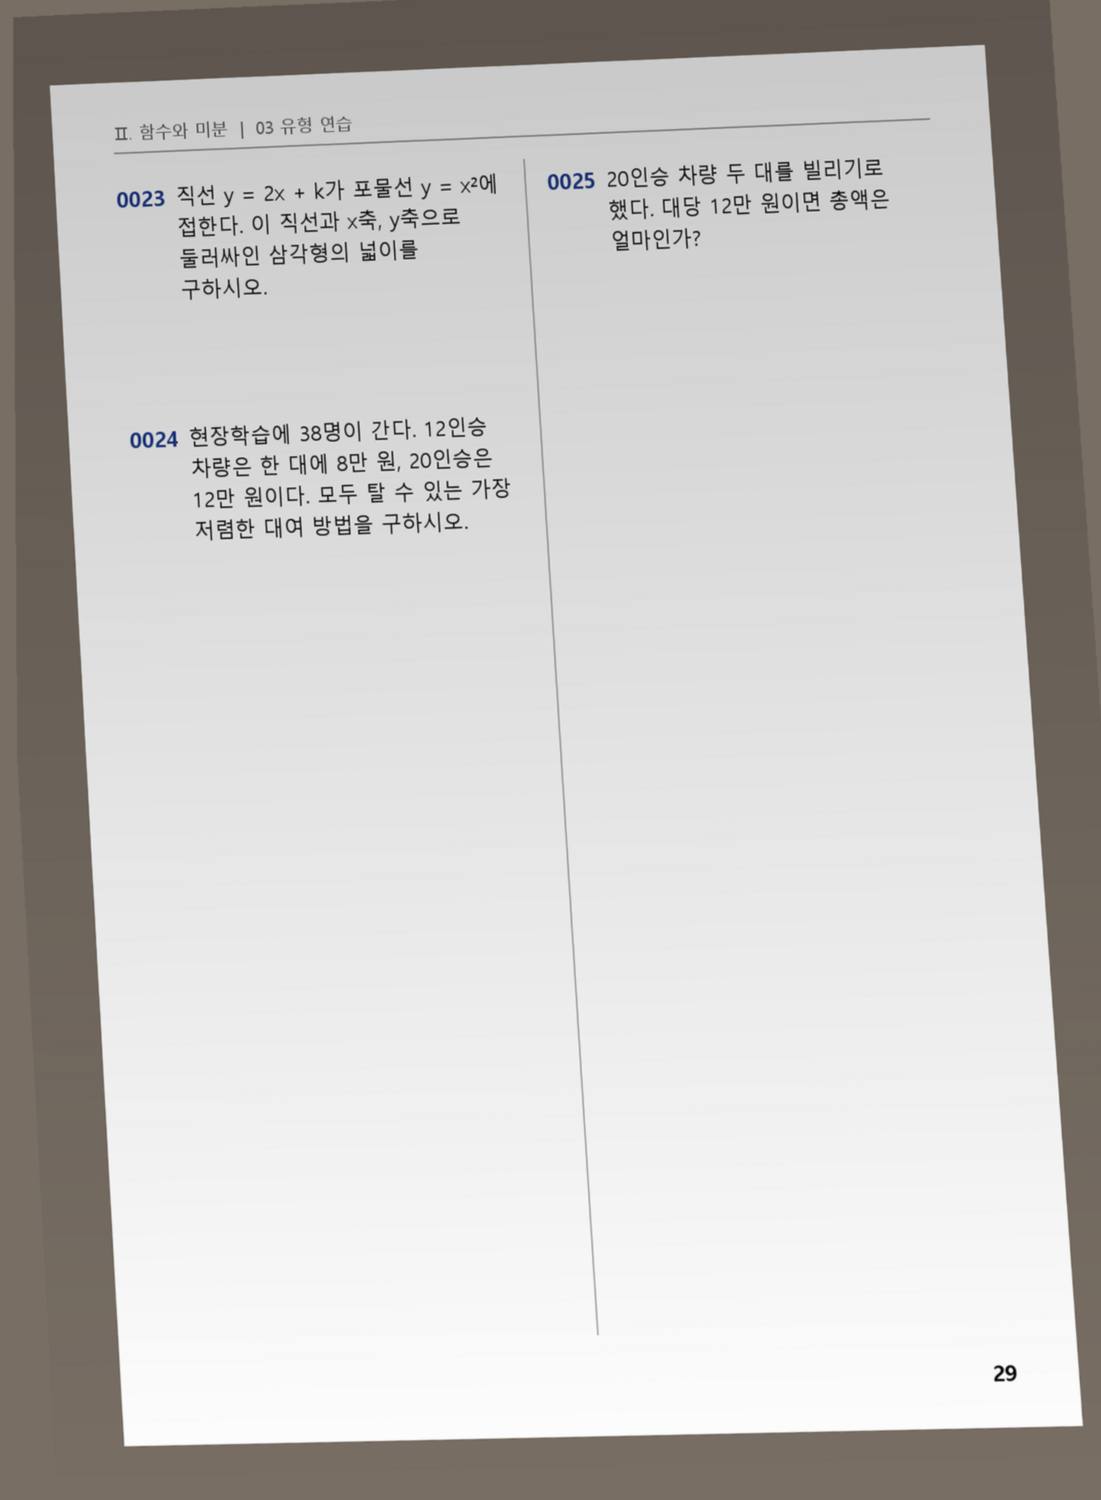 Ⅱ. 함수와 미분 | 03 유형 연습
0023 직선 y = 2x + k가 포물선 y = x²에
접한다. 이 직선과 x축, y축으로
둘러싸인 삼각형의 넓이를
구하시오.
0024 현장학습에 38명이 간다. 12인승
차량은 한 대에 8만 원, 20인승은
12만 원이다. 모두 탈 수 있는 가장
저렴한 대여 방법을 구하시오.
0025 20인승 차량 두 대를 빌리기로
했다. 대당 12만 원이면 총액은
얼마인가?
29